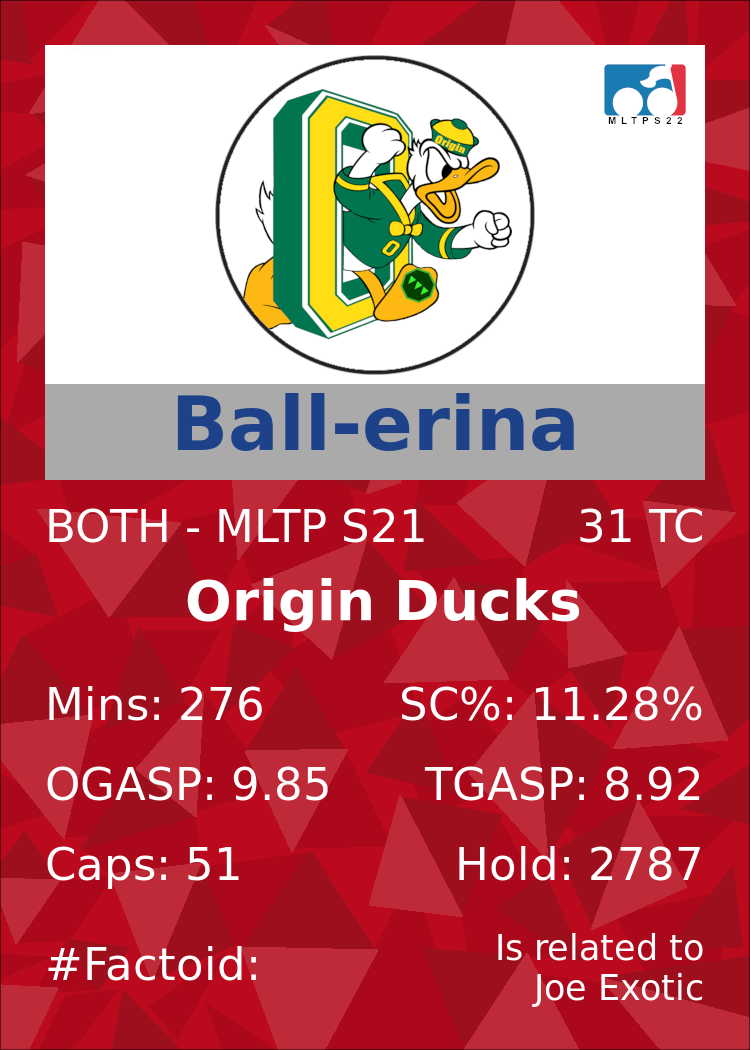 Origin
O
MLTPS22
Ball-erina
BOTH - MLTP S21 31 TC
Origin Ducks
Mins: 276 SC%: 11.28%
OGASP: 9.85 TGASP: 8.92
Caps: 51 Hold: 2787
#Factoid: Is related to
Joe Exotic